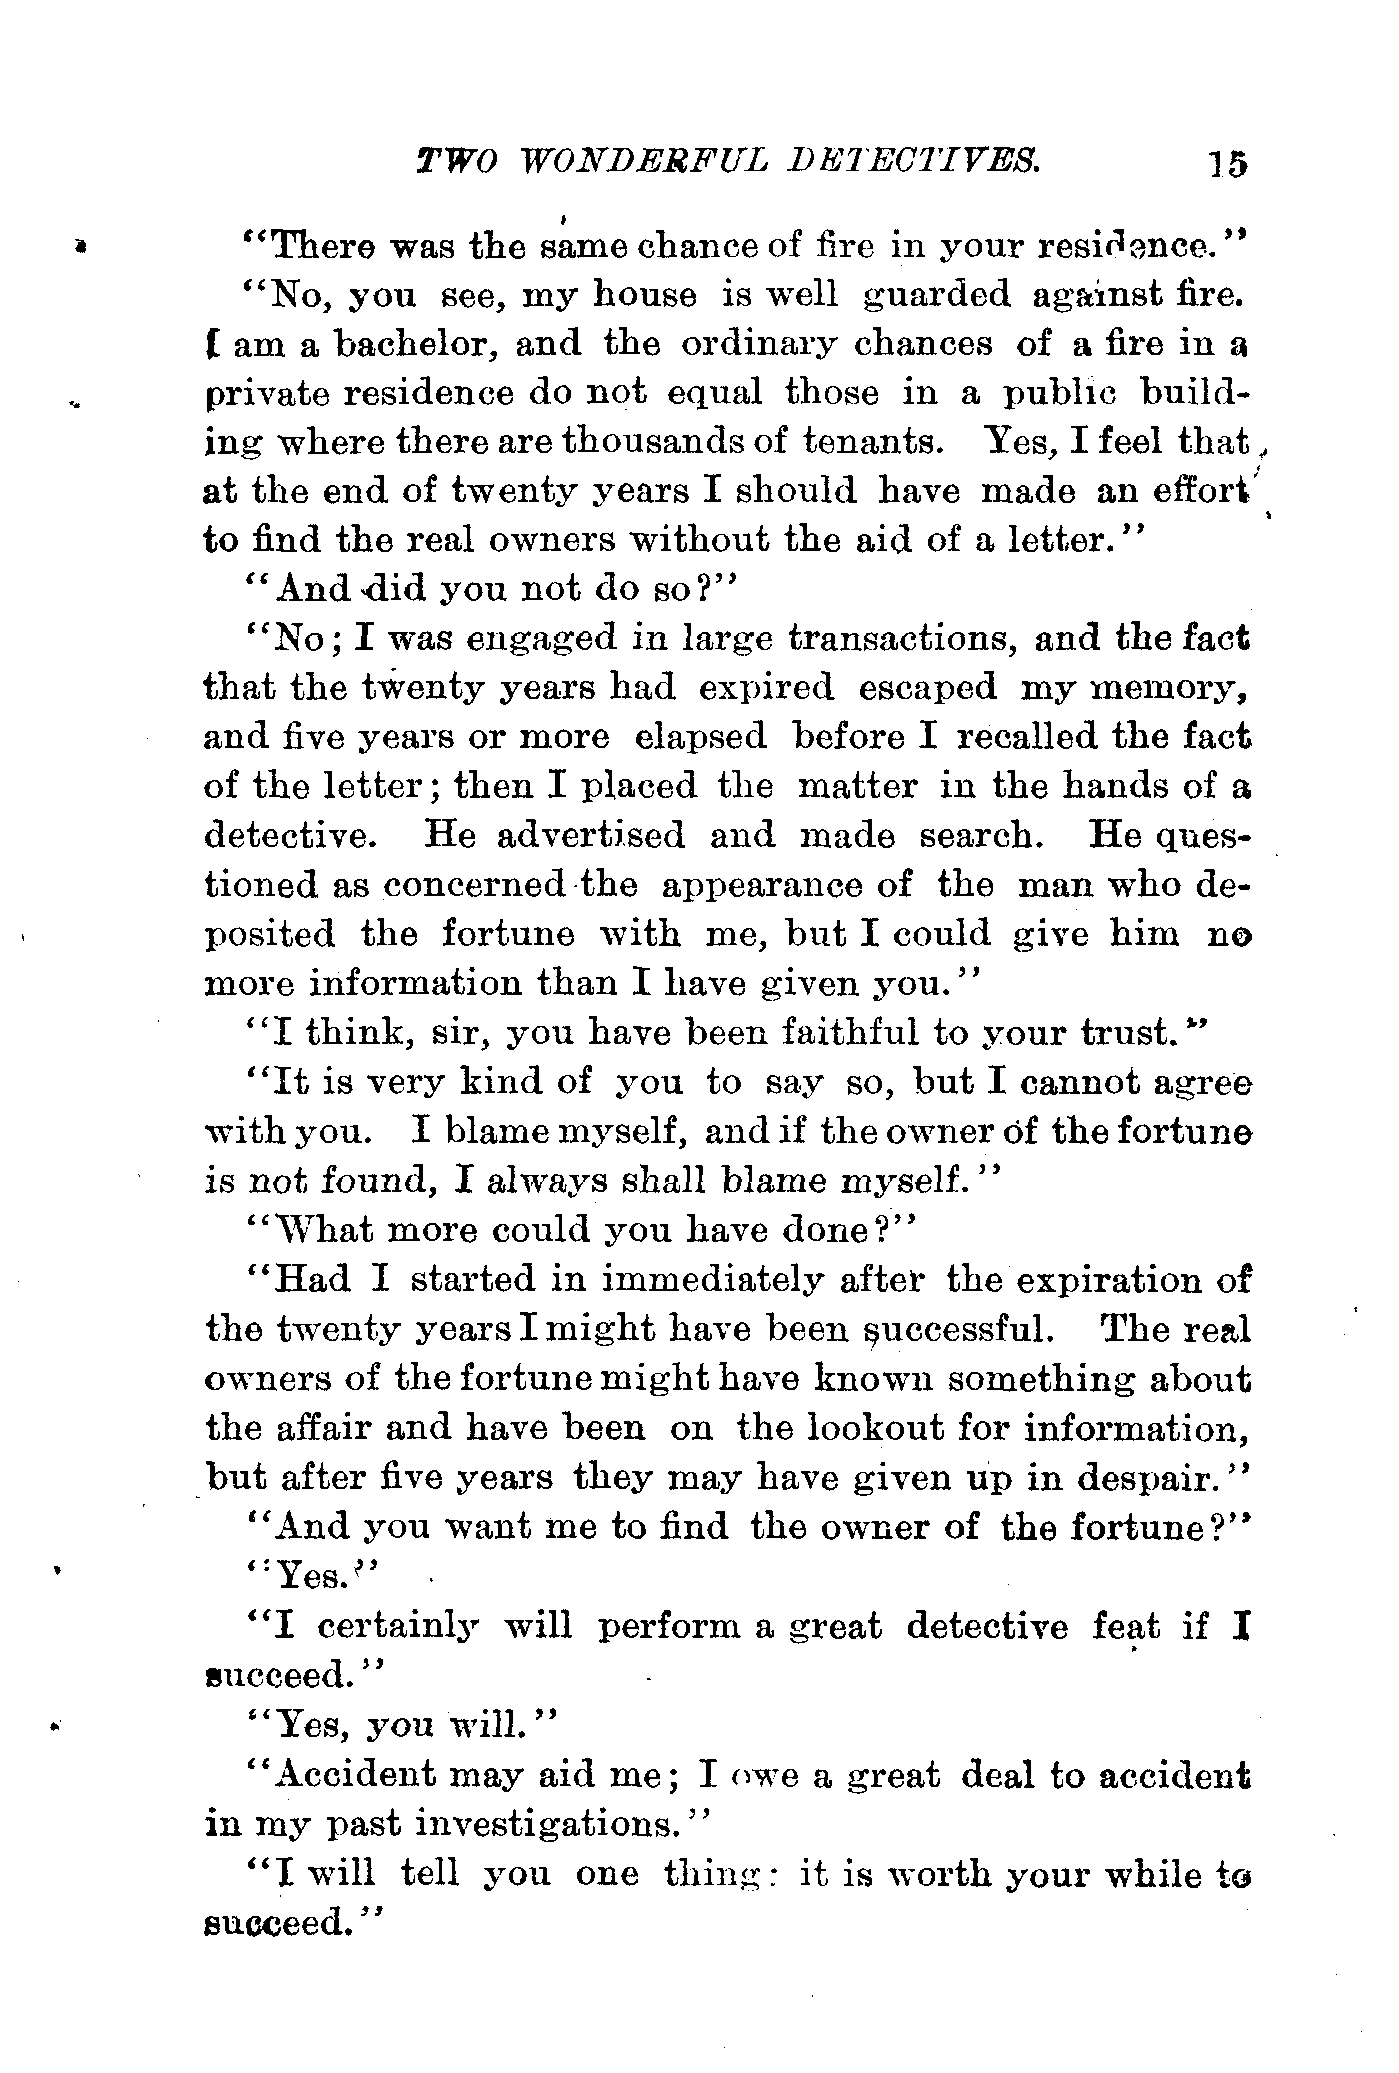 TWO WONDERFUL DETECTIVES. 15
"There was the same chance of fire in your residence."
"No, you see, my house is well guarded against fire.
I am a bachelor, and the ordinary chances of a fire in a
private residence do not equal those in a public build-
ing where there are thousands of tenants. Yes, I feel that
at the end of twenty years I should have made an effort
to find the real owners without the aid of a letter."
"And did you not do so?"
"No; I was engaged in large transactions, and the fact
that the twenty years had expired escaped my memory,
and five years or more elapsed before I recalled the fact
of the letter; then I placed the matter in the hands of a
detective. He advertised and made search. He ques-
tioned as concerned the appearance of the man who de-
posited the fortune with me, but I could give him no
more information than I have given you."
"I think, sir, you have been faithful to your trust."
"It is very kind of you to say so, but I cannot agree
with you. I blame myself, and if the owner of the fortune
is not found, I always shall blame myself."
"What more could you have done?"
"Had I started in immediately after the expiration of
the twenty years I might have been successful. The real
owners of the fortune might have known something about
the affair and have been on the lookout for information,
but after five years they may have given up in despair."
"And you want me to find the owner of the fortune?"
"Yes."
"I certainly will perform a great detective feat if I
succeed."
"Yes, you will."
"Accident may aid me; I owe a great deal to accident
in my past investigations."
"I will tell you one thing: it is worth your while to
succeed."